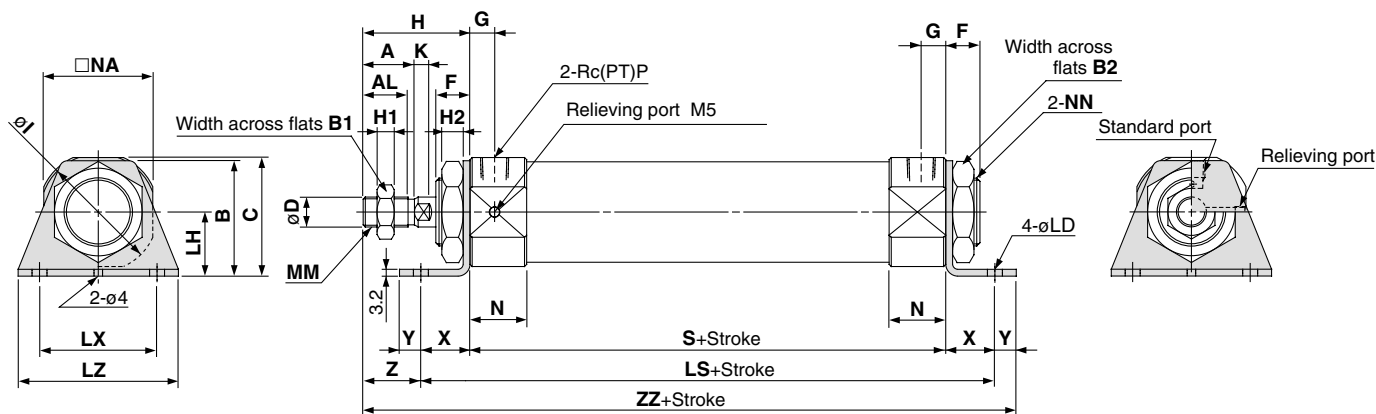 H
G
A
K
AL
F
H1
H2
□NA
øI
Width across flats B1
2-Rc(PT)P
Relieving port M5
G
F
Width across
flats B2
2-NN
Standard port
Relieving port
B
C
LH
øD
MM
3.2
2-ø4
LX
LZ
Y
X
N
Z
S+Stroke
LS+Stroke
ZZ+Stroke
N
X
Y
4-øLD